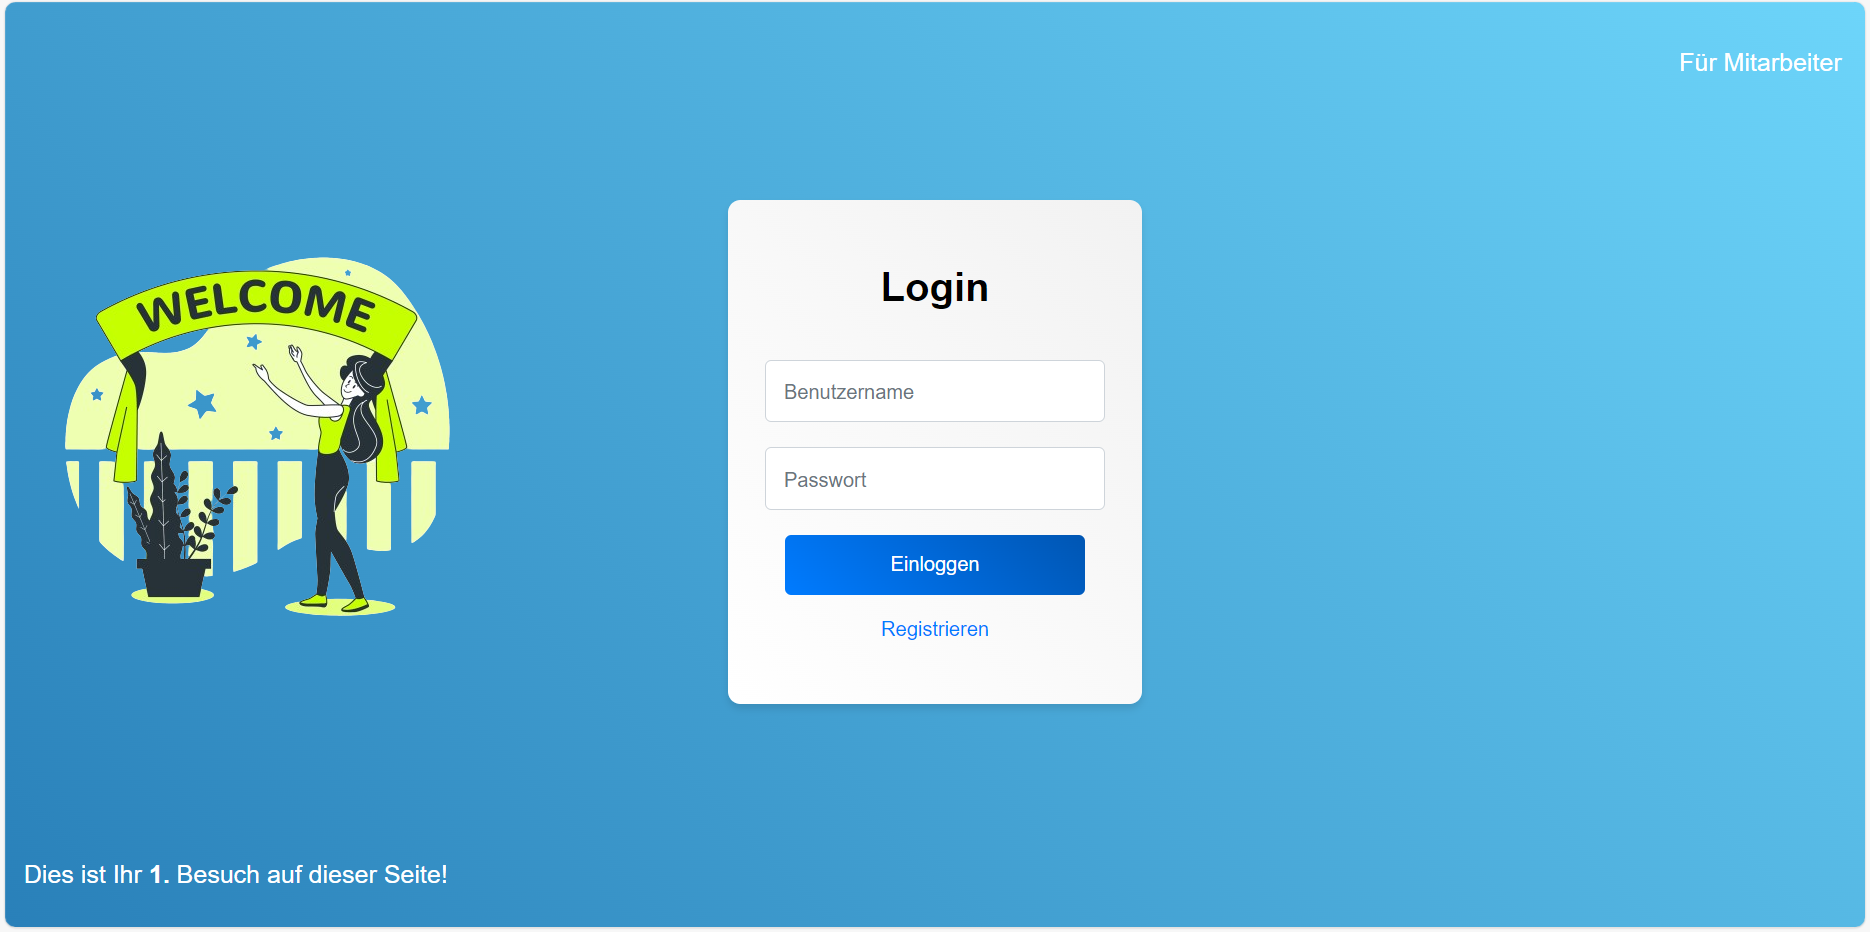 Für Mitarbeiter
WELCOME
Login
Benutzername
Passwort
Einloggen
Registrieren
Dies ist Ihr 1. Besuch auf dieser Seite!